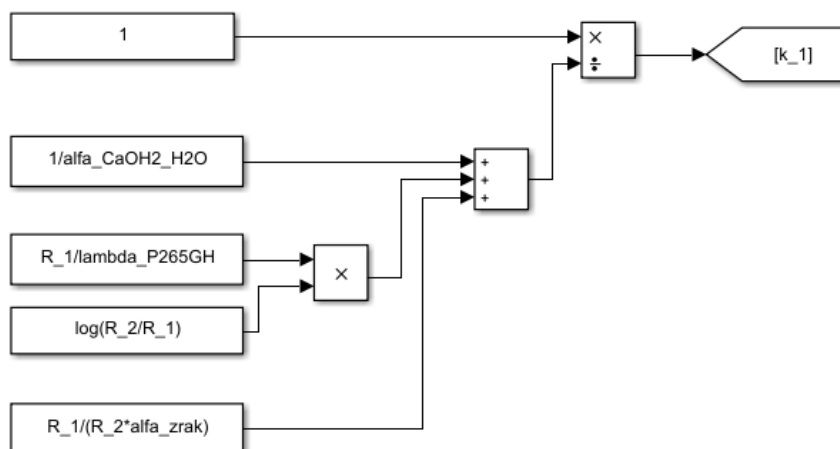 1
×
÷
[k_1]
1/alfa_CaOH2_H2O
+
+
+
R_1/lambda_P265GH
×
log(R_2/R_1)
R_1/(R_2*alfa_zrak)